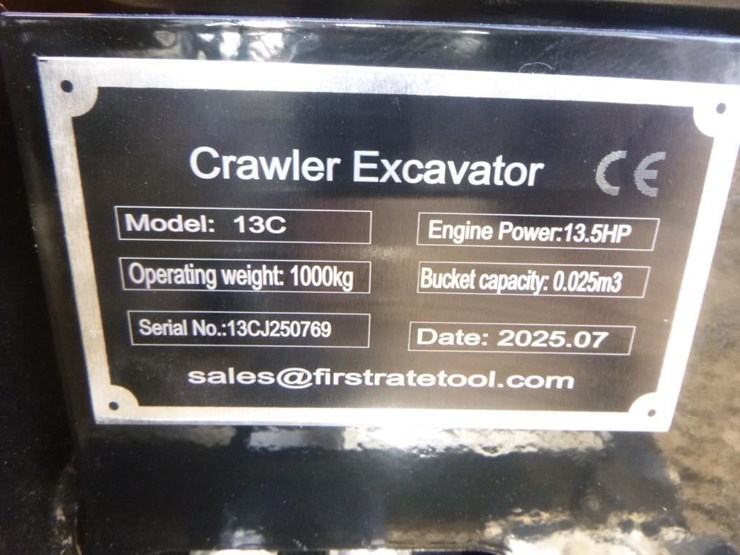 Crawler Excavator CE
Model: 13C
Engine Power:13.5HP
Operating weight: 1000kg
Bucket capacity: 0.025m3
Serial No.:13CJ250769
Date: 2025.07
sales@firstratetool.com